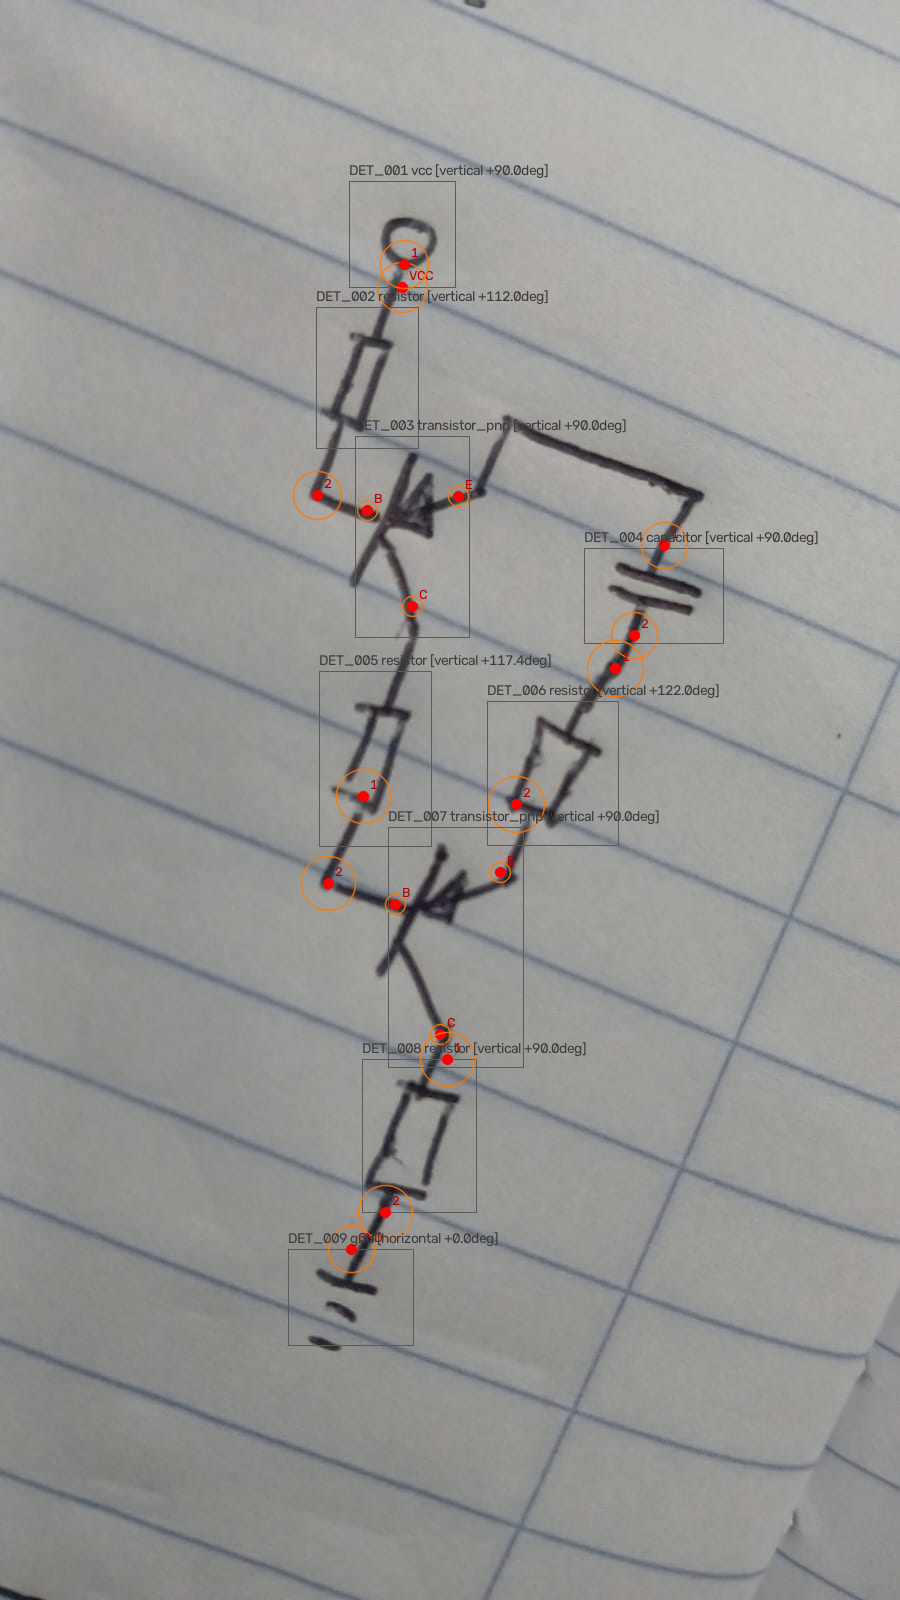 DET_001 vcc [vertical +90.0deg]
1
VCC
DET_002 resistor [vertical +112.0deg]
DET_003 transistor_pnp [vertical +90.0deg]
2
B
E
DET_004 capacitor [vertical +90.0deg]
C
2
1
DET_005 resistor [vertical +117.4deg]
DET_006 resistor [vertical +122.0deg]
1
2
DET_007 transistor_pnp [vertical +90.0deg]
E
2
B
C
DET_008 resistor [vertical +90.0deg]
1
2
DET_009 gnd [horizontal +0.0deg]